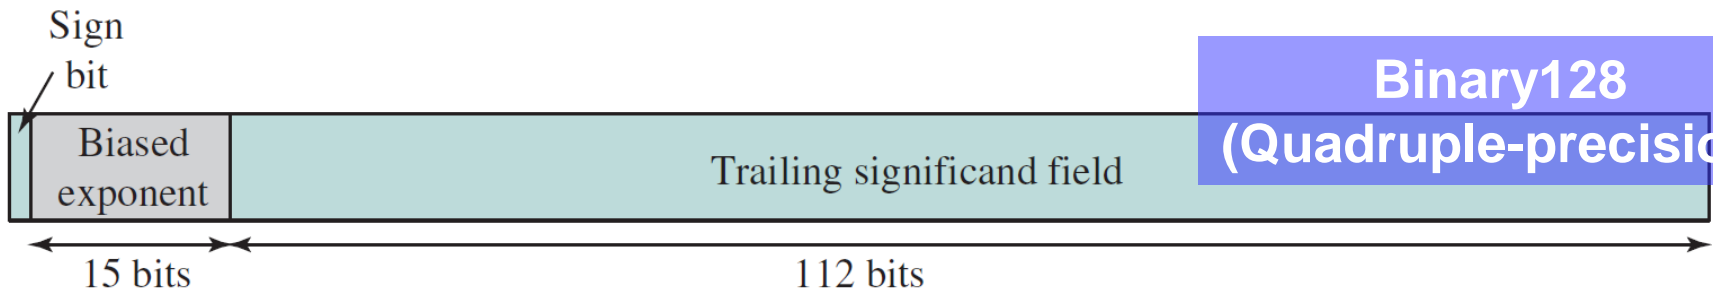 Sign
bit
Binary128
(Quadruple-precisio
Biased
exponent
Trailing significand field
15 bits
112 bits